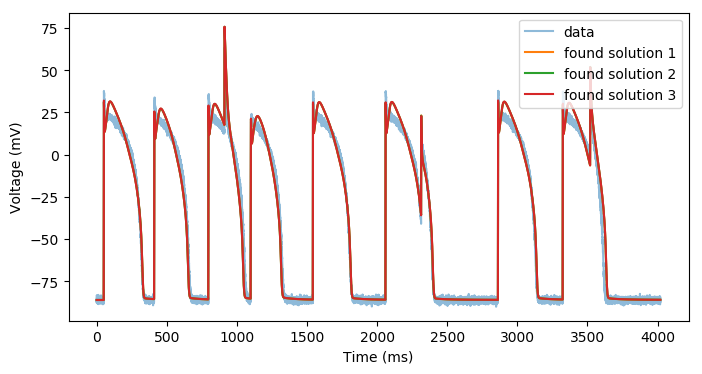 75
50
25
0
−25
−50
−75
Voltage (mV)
data
found solution 1
found solution 2
found solution 3
0
500
1000
1500
2000
2500
3000
3500
4000
Time (ms)